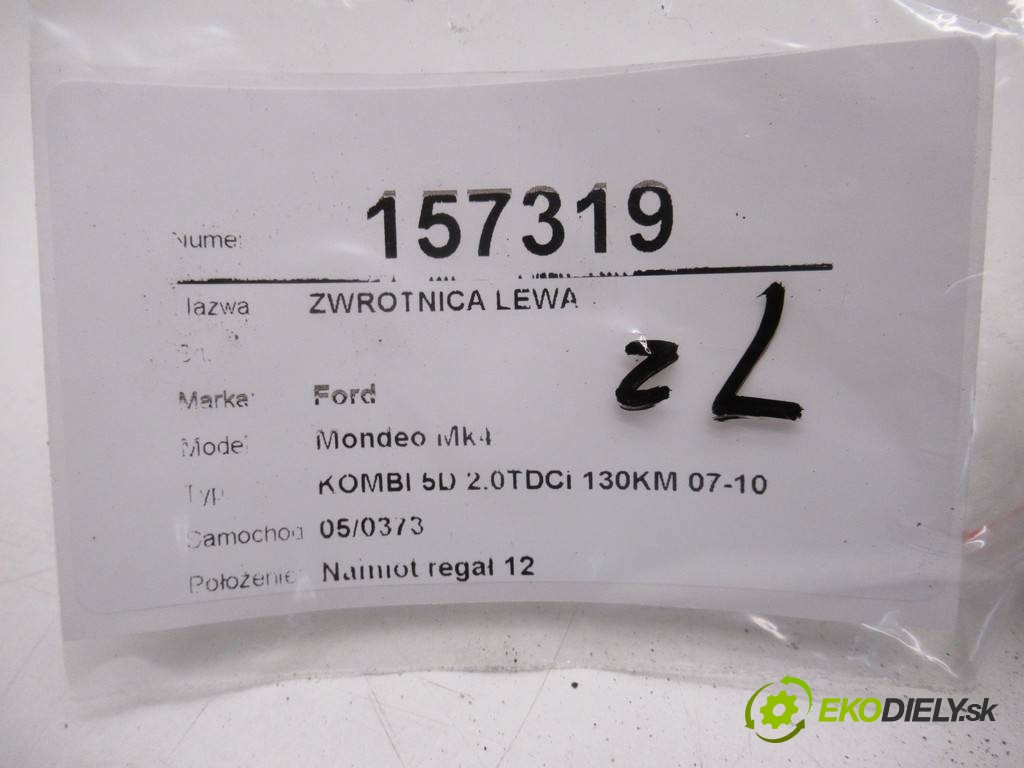 Numer 157319
Nazwa ZWROTNICA LEWA
Marka: Ford
Model Mondeo Mk4
Typ KOMBI 5D 2.0TDCi 130KM 07-10
Samochod 05/0373
Położenie: Namiot regał 12
EKODIELY.sk